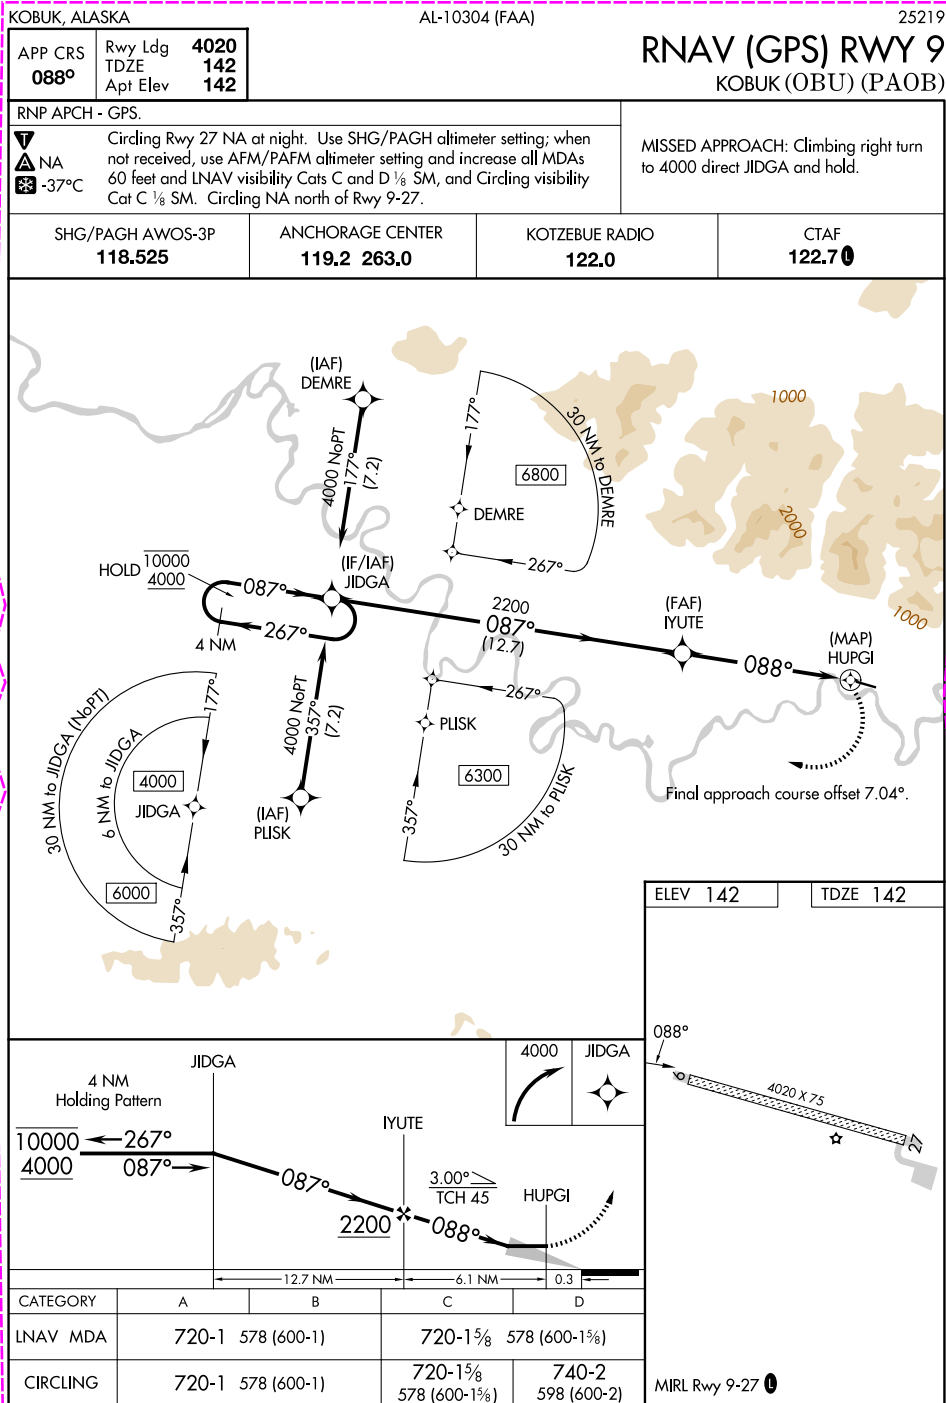 KOBUK, ALASKA
AL-10304 (FAA)
25219
RNAV (GPS) RWY 9
KOBUK (OBU) (PAOB)
APP CRS
088°
Rwy Ldg 4020
TDZE 142
Apt Elev 142
RNP APCH - GPS.
T
A NA
-37°C
Circling Rwy 27 NA at night. Use SHG/PAGH altimeter setting; when
not received, use AFM/PAFM altimeter setting and increase all MDAs
60 feet and LNAV visibility Cats C and D ⅛ SM, and Circling visibility
Cat C ⅛ SM. Circling NA north of Rwy 9-27.
MISSED APPROACH: Climbing right turn
to 4000 direct JIDGA and hold.
SHG/PAGH AWOS-3P
118.525
ANCHORAGE CENTER
119.2 263.0
KOTZEBUE RADIO
122.0
CTAF
122.7 L
(IAF)
DEMRE
4000 NoPT
177°
(7.2)
177°
30 NM to DEMRE
6800
DEMRE
267°
1000
2000
1000
HOLD 10000
4000
087°
267°
4 NM
(IF/IAF)
JIDGA
2200
087°
(12.7)
(FAF)
IYUTE
088°
(MAP)
HUPGI
4000 NoPT
357°
(7.2)
(IAF)
PLISK
267°
PLISK
6300
357°
30 NM to PLISK
Final approach course offset 7.04°.
30 NM to JIDGA (NoPT)
6 NM to JIDGA
177°
4000
JIDGA
6000
357°
ELEV 142
TDZE 142
088°
9
4020 X 75
27
MIRL Rwy 9-27 L
4 NM
Holding Pattern
JIDGA
10000
4000
267°
087°
087°
IYUTE
2200
3.00°
TCH 45
088°
HUPGI
4000
JIDGA
12.7 NM
6.1 NM
0.3
CATEGORY A B C D
LNAV MDA 720-1 578 (600-1) 720-1⅝ 578 (600-1⅝)
CIRCLING 720-1 578 (600-1) 720-1⅝ 578 (600-1⅝) 740-2 598 (600-2)